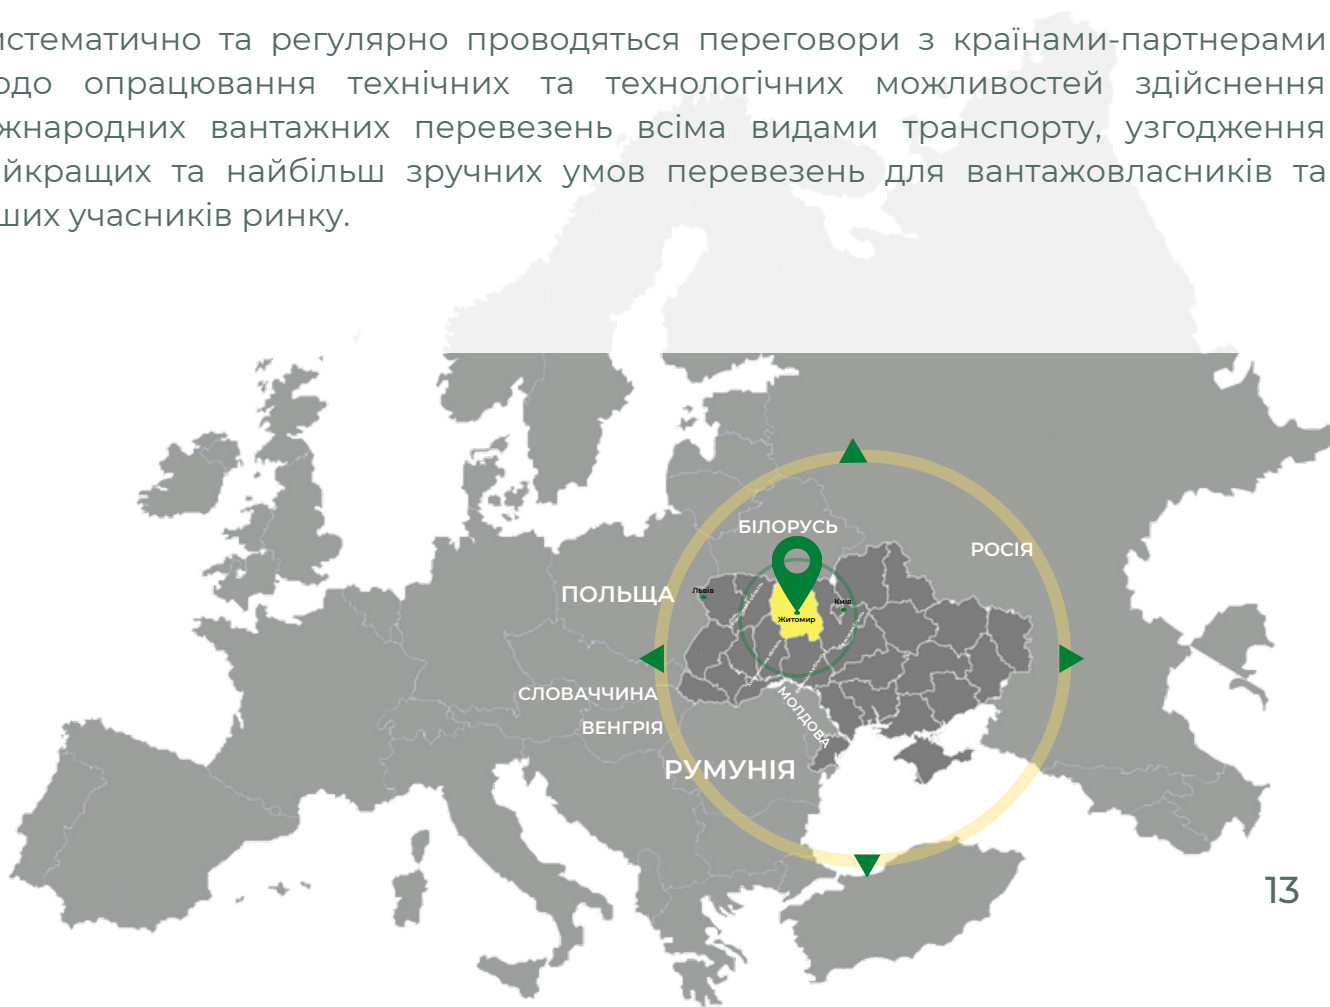 истематично та регулярно проводяться переговори з країнами-партнерами
одо опрацювання технічних та технологічних можливостей здійснення
жнародних вантажних перевезень всіма видами транспорту, узгодження
йкращих та найбільш зручних умов перевезень для вантажовласників та
ших учасників ринку.
БІЛОРУСЬ
РОСІЯ
ПОЛЬЩА
Львів
Київ
Житомир
СЛОВАЧЧИНА
МОЛДОВА
ВЕНГРІЯ
РУМУНІЯ
13